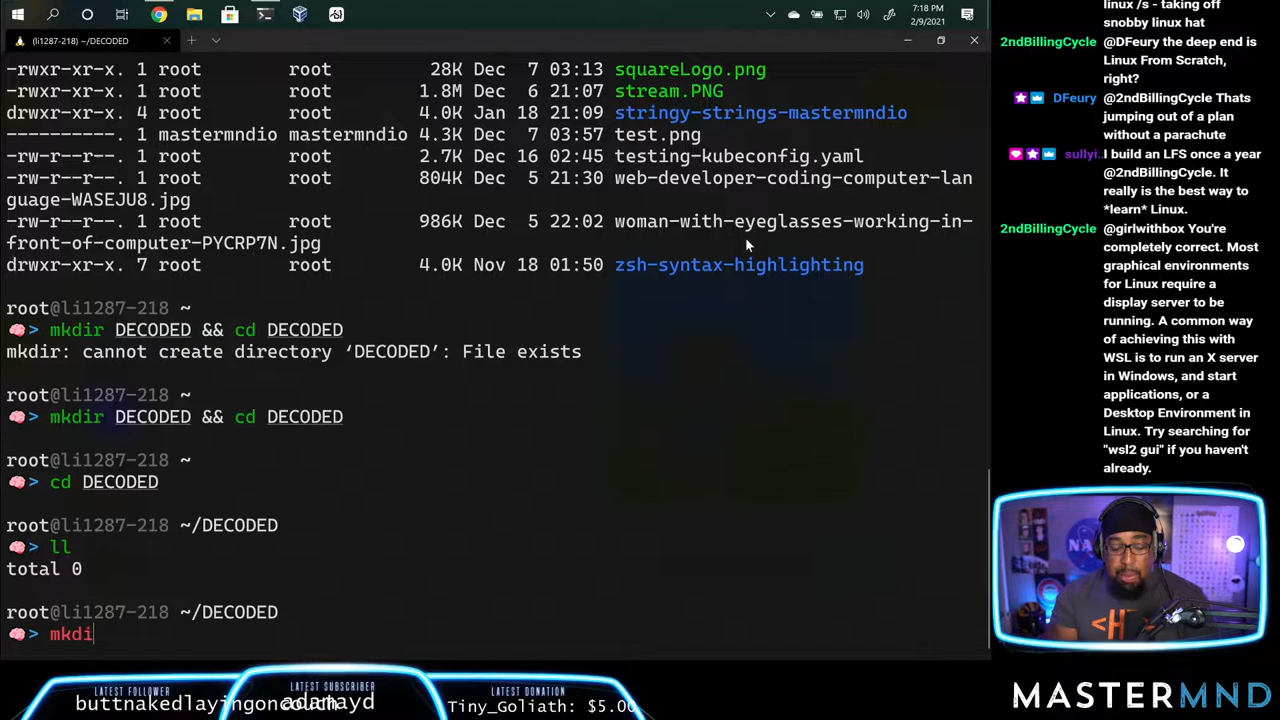 7:18 PM
2/9/2021
(li1287-218) ~/DECODED
-rwxr-xr-x. 1 root root 28K Dec 7 03:13 squareLogo.png
-rwxr-xr-x. 1 root root 1.8M Dec 6 21:07 stream.PNG
drwxr-xr-x. 4 root root 4.0K Jan 18 21:09 stringy-strings-mastermndio
----------. 1 mastermndio mastermndio 4.3K Dec 7 03:57 test.png
-rw-r--r--. 1 root root 2.7K Dec 16 02:45 testing-kubeconfig.yaml
-rw-r--r--. 1 root root 804K Dec 5 21:30 web-developer-coding-computer-lan
guage-WASEJU8.jpg
-rw-r--r--. 1 root root 986K Dec 5 22:02 woman-with-eyeglasses-working-in-
front-of-computer-PYCRP7N.jpg
drwxr-xr-x. 7 root root 4.0K Nov 18 01:50 zsh-syntax-highlighting
root@li1287-218 ~
> mkdir DECODED && cd DECODED
mkdir: cannot create directory ‘DECODED’: File exists
root@li1287-218 ~
> mkdir DECODED && cd DECODED
root@li1287-218 ~
> cd DECODED
root@li1287-218 ~/DECODED
> ll
total 0
root@li1287-218 ~/DECODED
> mkdi
linux /s - taking off
snobby linux hat
2ndBillingCycle @DFeury the deep end is
Linux From Scratch,
right?
DFeury @2ndBillingCycle Thats
jumping out of a plan
without a parachute
sullyi.. I build an LFS once a year
@2ndBillingCycle. It
really is the best way to
*learn* Linux.
2ndBillingCycle @girlwithbox You're
completely correct. Most
graphical environments
for Linux require a
display server to be
running. A common way
of achieving this with
WSL is to run an X server
in Windows, and start
applications, or a
Desktop Environment in
Linux. Try searching for
"wsl2 gui" if you haven't
already.
NASA
LATEST FOLLOWER
buttnakedlayingoncouch
LATEST SUBSCRIBER
adamayd
LATEST DONATION
Tiny_Goliath: $5.00
MASTERMND